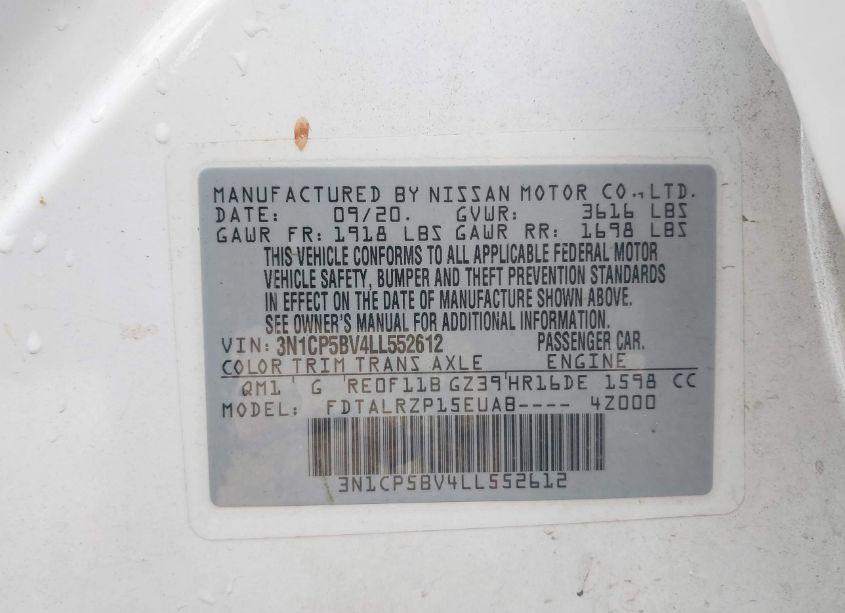 MANUFACTURED BY NISSAN MOTOR CO.,LTD.
DATE: 09/20. GVWR: 3616 LBS
GAWR FR: 1918 LBS GAWR RR: 1698 LBS
THIS VEHICLE CONFORMS TO ALL APPLICABLE FEDERAL MOTOR
VEHICLE SAFETY, BUMPER AND THEFT PREVENTION STANDARDS
IN EFFECT ON THE DATE OF MANUFACTURE SHOWN ABOVE.
SEE OWNER'S MANUAL FOR ADDITIONAL INFORMATION.
VIN: 3N1CP5BV4LL552612 PASSENGER CAR.
COLOR TRIM TRANS AXLE ENGINE
QM1 G RE0F11B GZ39 HR16DE 1598 CC
MODEL: FDTALRZP15EUAB---- 4Z000
3N1CP5BV4LL552612